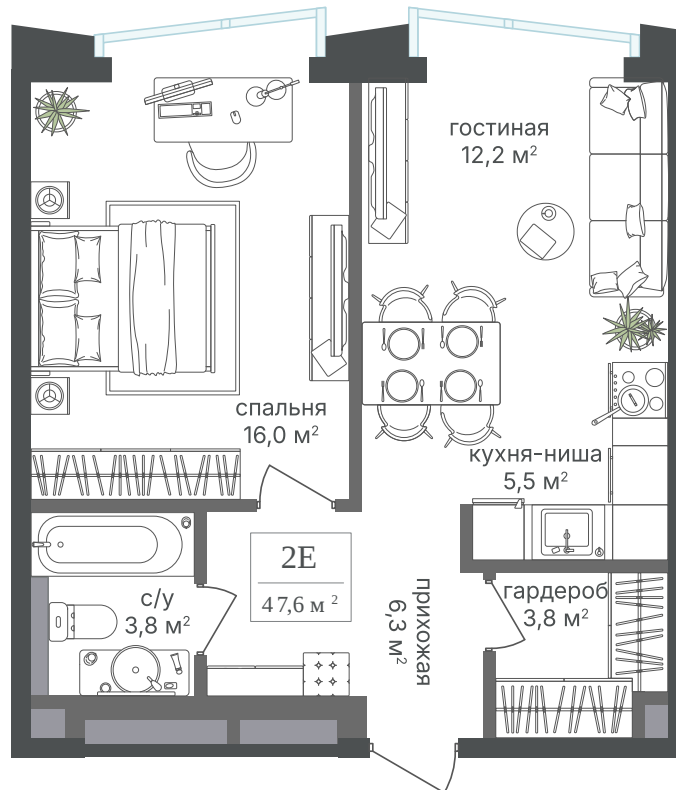 гостиная
12,2 м²
спальня
16,0 м²
кухня-ниша
5,5 м²
2Е
47,6 м ²
с/у
3,8 м²
прихожая
6,3 м²
гардероб
3,8 м²